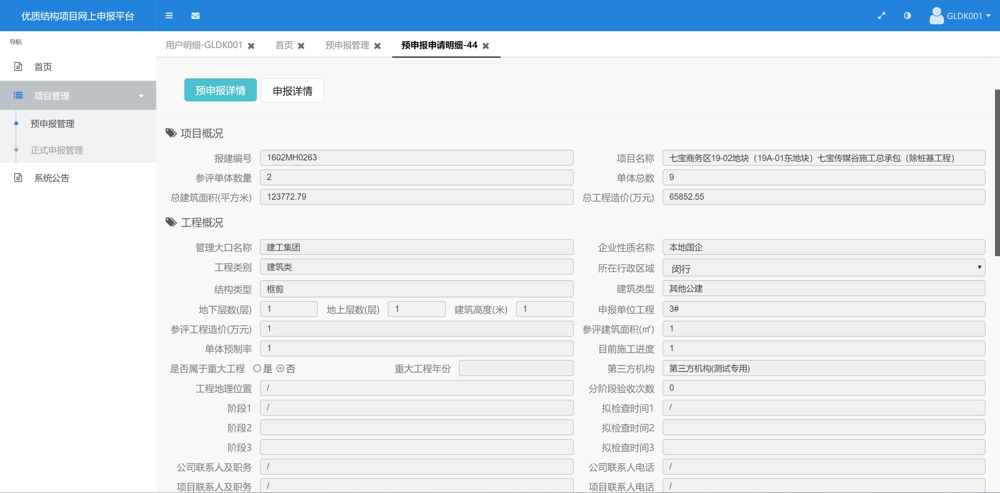 优质结构项目网上申报平台
GLDK001
导航
首页
项目管理
预申报管理
正式申报管理
系统公告
用户明细-GLDK001 首页 预申报管理 预申报申请明细-44
预申报详情 申报详情
项目概况
报建编号 1602MH0263 项目名称 七宝商务区19-02地块（19A-01东地块）七宝传媒谷施工总承包（除桩基工程）
参评单体数量 2 单体总数 9
总建筑面积(平方米) 123772.79 总工程造价(万元) 65852.55
工程概况
管理大口名称 建工集团 企业性质名称 本地国企
工程类别 建筑类 所在行政区域 闵行
结构类型 框剪 建筑类型 其他公建
地下层数(层) 1 地上层数(层) 1 建筑高度(米) 1 申报单位工程 3#
参评工程造价(万元) 1 参评建筑面积(㎡) 1
单体预制率 1 目前施工进度 1
是否属于重大工程 是 否 重大工程年份 第三方机构 第三方机构(测试专用)
工程地理位置 / 分阶段验收次数 0
阶段1 / 拟检查时间1 /
阶段2 拟检查时间2
阶段3 拟检查时间3
公司联系人及职务 / 公司联系人电话 /
项目联系人及职务 / 项目联系人电话 /